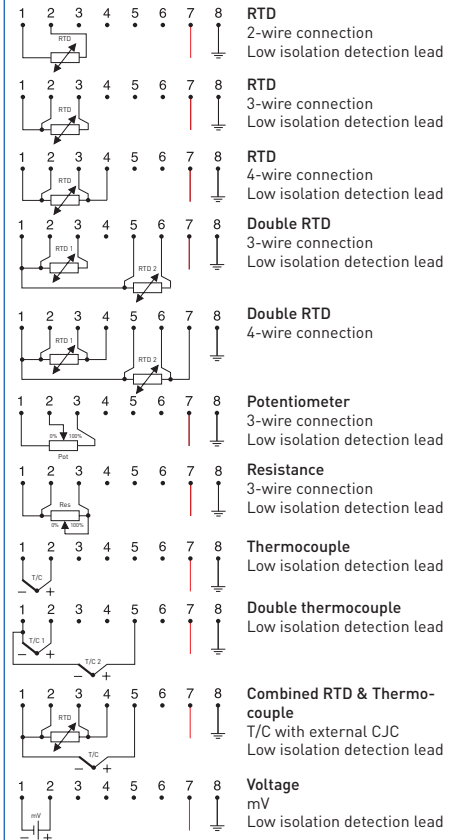 1 2 3 4 5 6 7 8
RTD
RTD
2-wire connection
Low isolation detection lead
1 2 3 4 5 6 7 8
RTD
RTD
3-wire connection
Low isolation detection lead
1 2 3 4 5 6 7 8
RTD
RTD
4-wire connection
Low isolation detection lead
1 2 3 4 5 6 7 8
RTD 1
RTD 2
Double RTD
3-wire connection
Low isolation detection lead
1 2 3 4 5 6 7 8
RTD 1
RTD 2
Double RTD
4-wire connection
1 2 3 4 5 6 7 8
0% 100%
Pot
Potentiometer
3-wire connection
Low isolation detection lead
1 2 3 4 5 6 7 8
Res
0% 100%
Resistance
3-wire connection
Low isolation detection lead
1 2 3 4 5 6 7 8
T/C
− +
Thermocouple
Low isolation detection lead
1 2 3 4 5 6 7 8
T/C 1
− +
T/C 2
− +
Double thermocouple
Low isolation detection lead
1 2 3 4 5 6 7 8
RTD
T/C
− +
Combined RTD & Thermo-
couple
T/C with external CJC
Low isolation detection lead
1 2 3 4 5 6 7 8
mV
− +
Voltage
mV
Low isolation detection lead